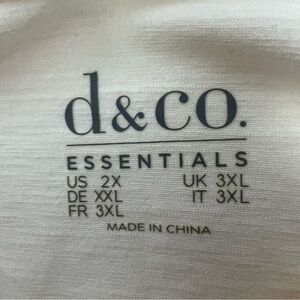 d&co.
ESSENTIALS
US 2X UK 3XL
DE XXL IT 3XL
FR 3XL
MADE IN CHINA